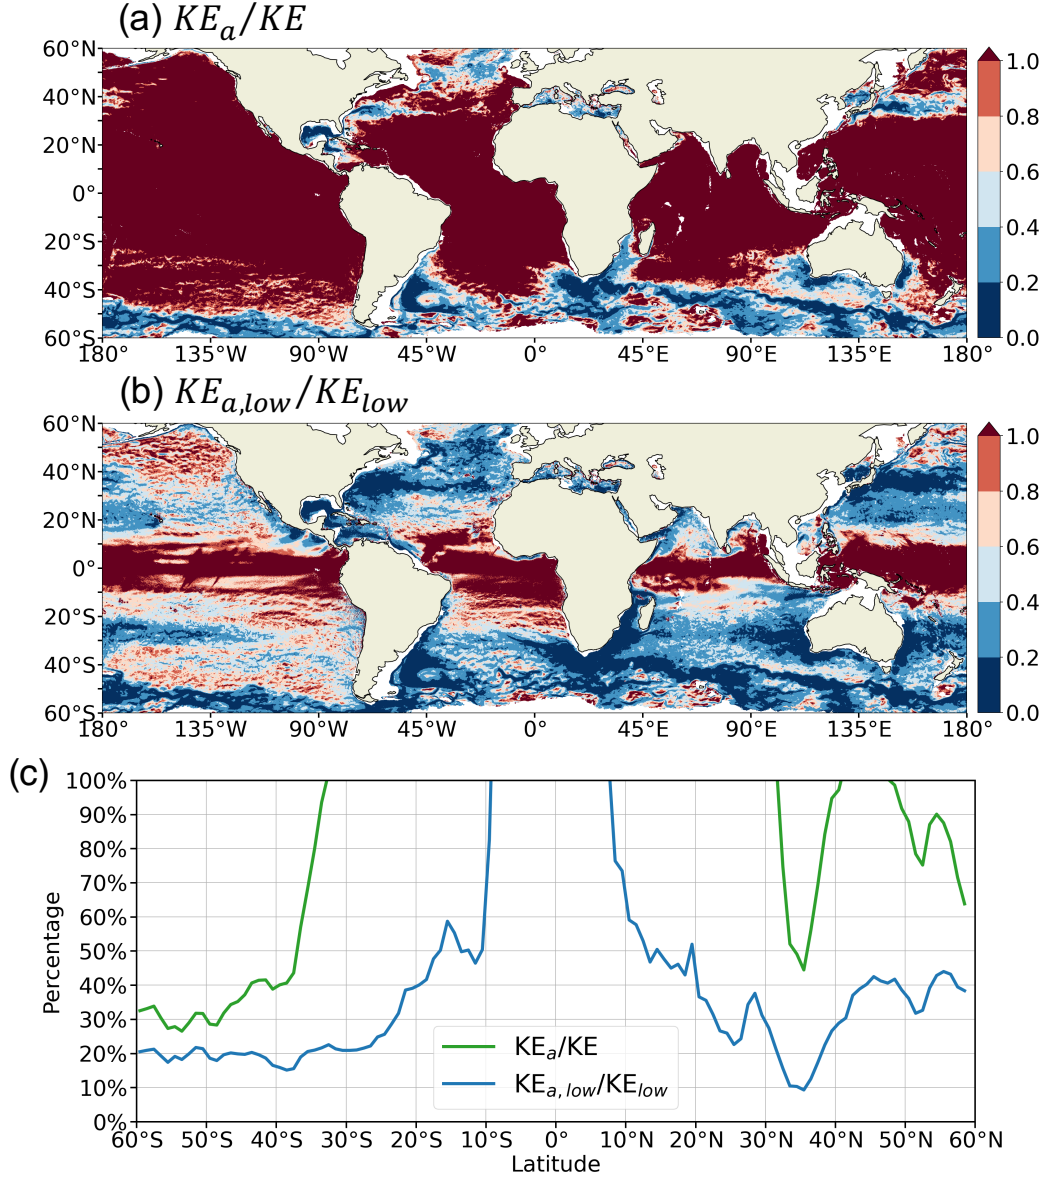 (a) KE_a/KE
60°N
40°N
20°N
0°
20°S
40°S
60°S
180° 135°W 90°W 45°W 0° 45°E 90°E 135°E 180°
1.0
0.8
0.6
0.4
0.2
0.0
(b) KE_a,low/KE_low
60°N
40°N
20°N
0°
20°S
40°S
60°S
180° 135°W 90°W 45°W 0° 45°E 90°E 135°E 180°
1.0
0.8
0.6
0.4
0.2
0.0
(c)
100%
90%
80%
70%
60%
50%
40%
30%
20%
10%
0%
Percentage
KE_a/KE
KE_a, low/KE_low
60°S 50°S 40°S 30°S 20°S 10°S 0° 10°N 20°N 30°N 40°N 50°N 60°N
Latitude